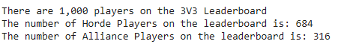 There are 1,000 players on the 3V3 Leaderboard
The number of Horde Players on the leaderboard is: 684
The number of Alliance Players on the leaderboard is: 316